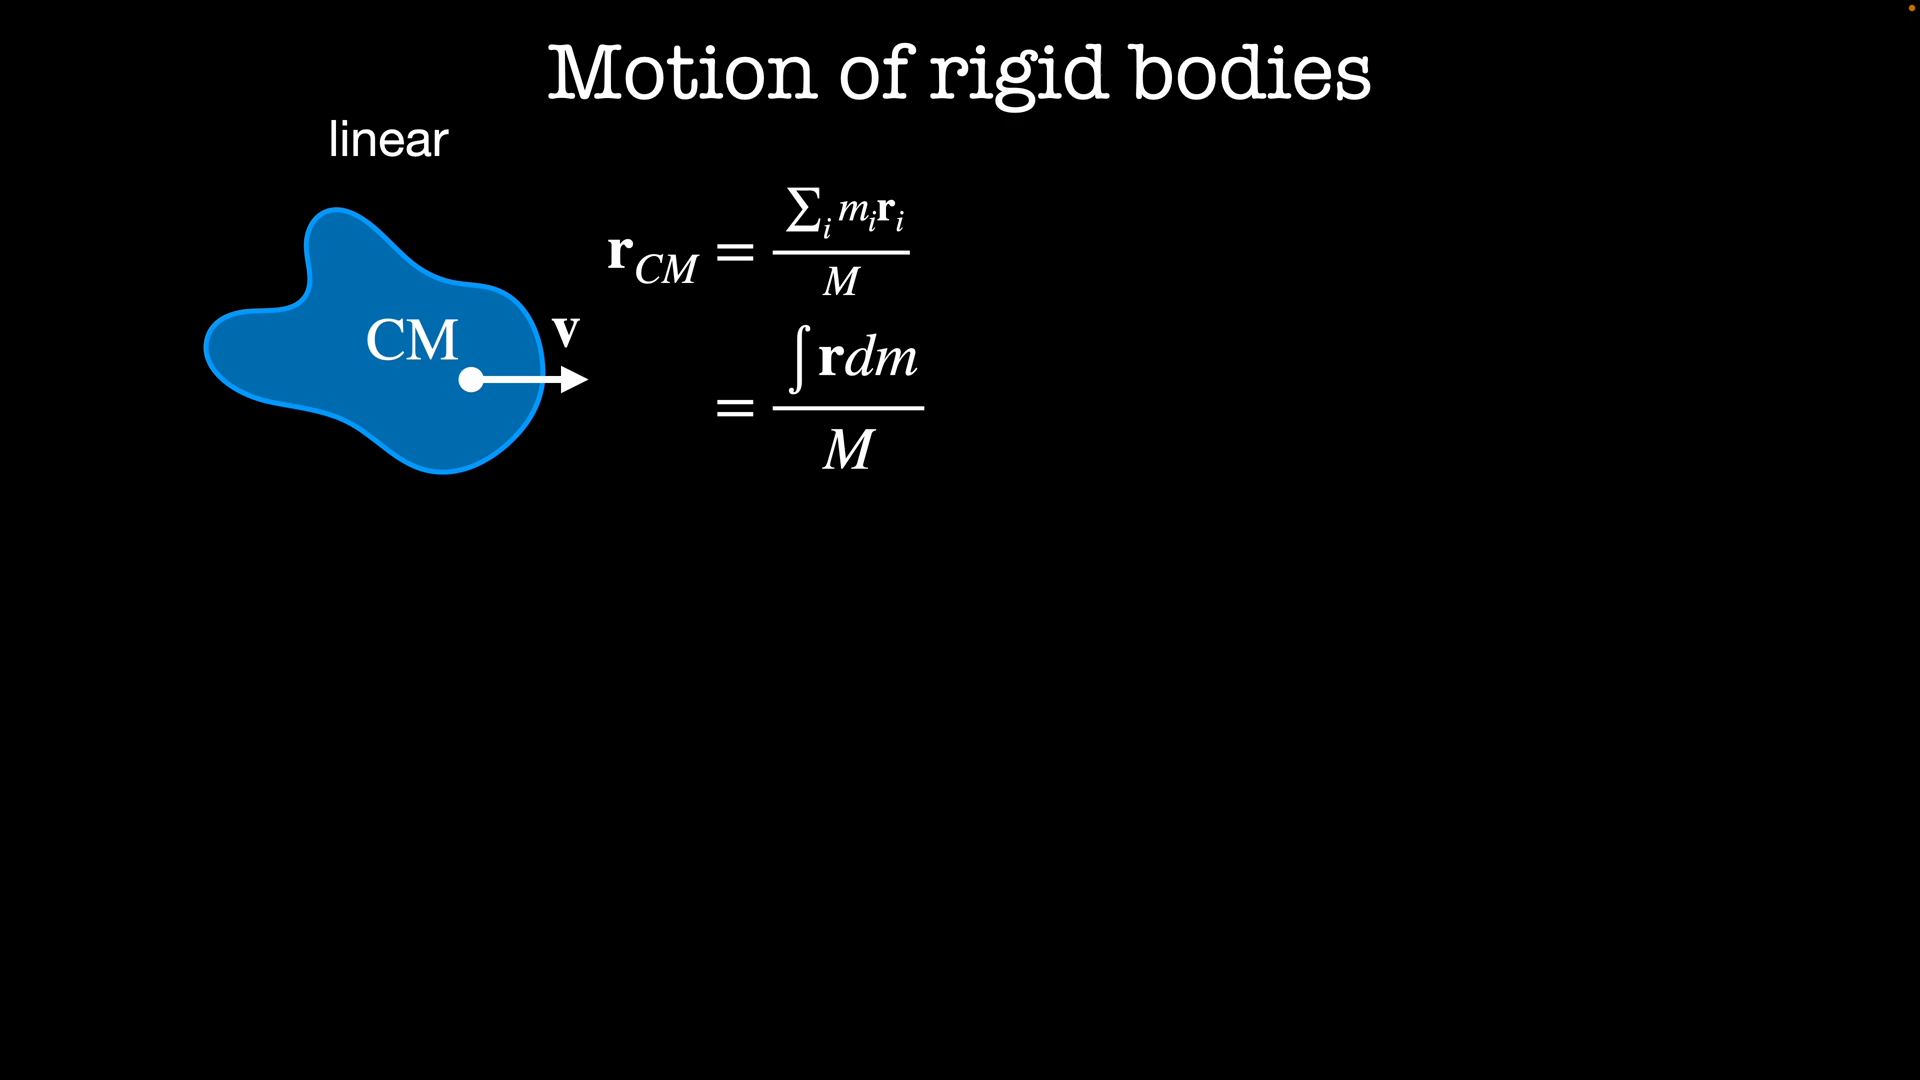 Motion of rigid bodies
linear
CM
v
r_CM = ∑_i m_i r_i / M
= ∫ r dm / M